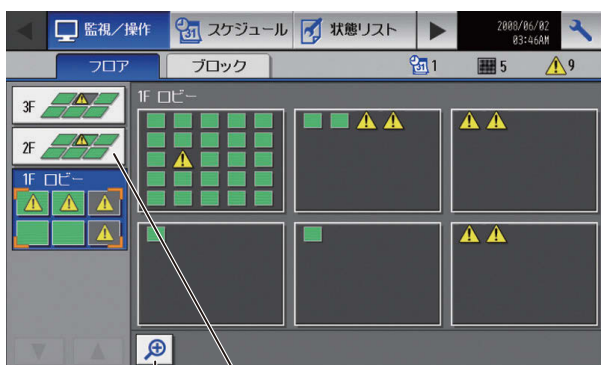 監視/操作
スケジュール
状態リスト
2008/06/02
03:46AM
フロア
ブロック
31 1
5
9
3F
2F
1F ロビー
1F ロビー